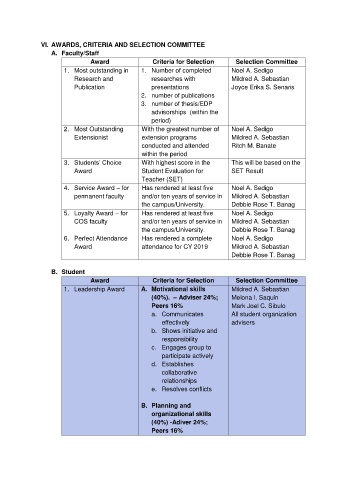 VI. AWARDS, CRITERIA AND SELECTION COMMITTEE
A. Faculty/Staff
Award
Criteria for Selection
Selection Committee
1. Most outstanding in
Research and
Publication
1. Number of completed
researches with
presentations
2. number of publications
3. number of thesis/EDP
advisorships (within the
period)
Noel A. Sedigo
Mildred A. Sebastian
Joyce Erika S. Senaris
2. Most Outstanding
Extensionist
With the greatest number of
extension programs
conducted and attended
within the period
Noel A. Sedigo
Mildred A. Sebastian
Ritch M. Banate
3. Students' Choice
Award
With highest score in the
Student Evaluation for
Teacher (SET)
This will be based on the
SET Result
4. Service Award – for
permanent faculty
Has rendered at least five
and/or ten years of service in
the campus/University.
Noel A. Sedigo
Mildred A. Sebastian
Debbie Rose T. Banag
5. Loyalty Award – for
COS faculty
Has rendered at least five
and/or ten years of service in
the campus/University.
Noel A. Sedigo
Mildred A. Sebastian
Debbie Rose T. Banag
6. Perfect Attendance
Award
Has rendered a complete
attendance for CY 2019
Noel A. Sedigo
Mildred A. Sebastian
Debbie Rose T. Banag
B. Student
Award
Criteria for Selection
Selection Committee
1. Leadership Award
A. Motivational skills
(40%). – Adviser 24%;
Peers 16%
a. Communicates
effectively
b. Shows initiative and
responsibility
c. Engages group to
participate actively
d. Establishes
collaborative
relationships
e. Resolves conflicts
B. Planning and
organizational skills
(40%) -Adiver 24%;
Peers 16%
Mildred A. Sebastian
Melona I. Saquin
Mark Joel C. Sibulo
All student organization
advisors